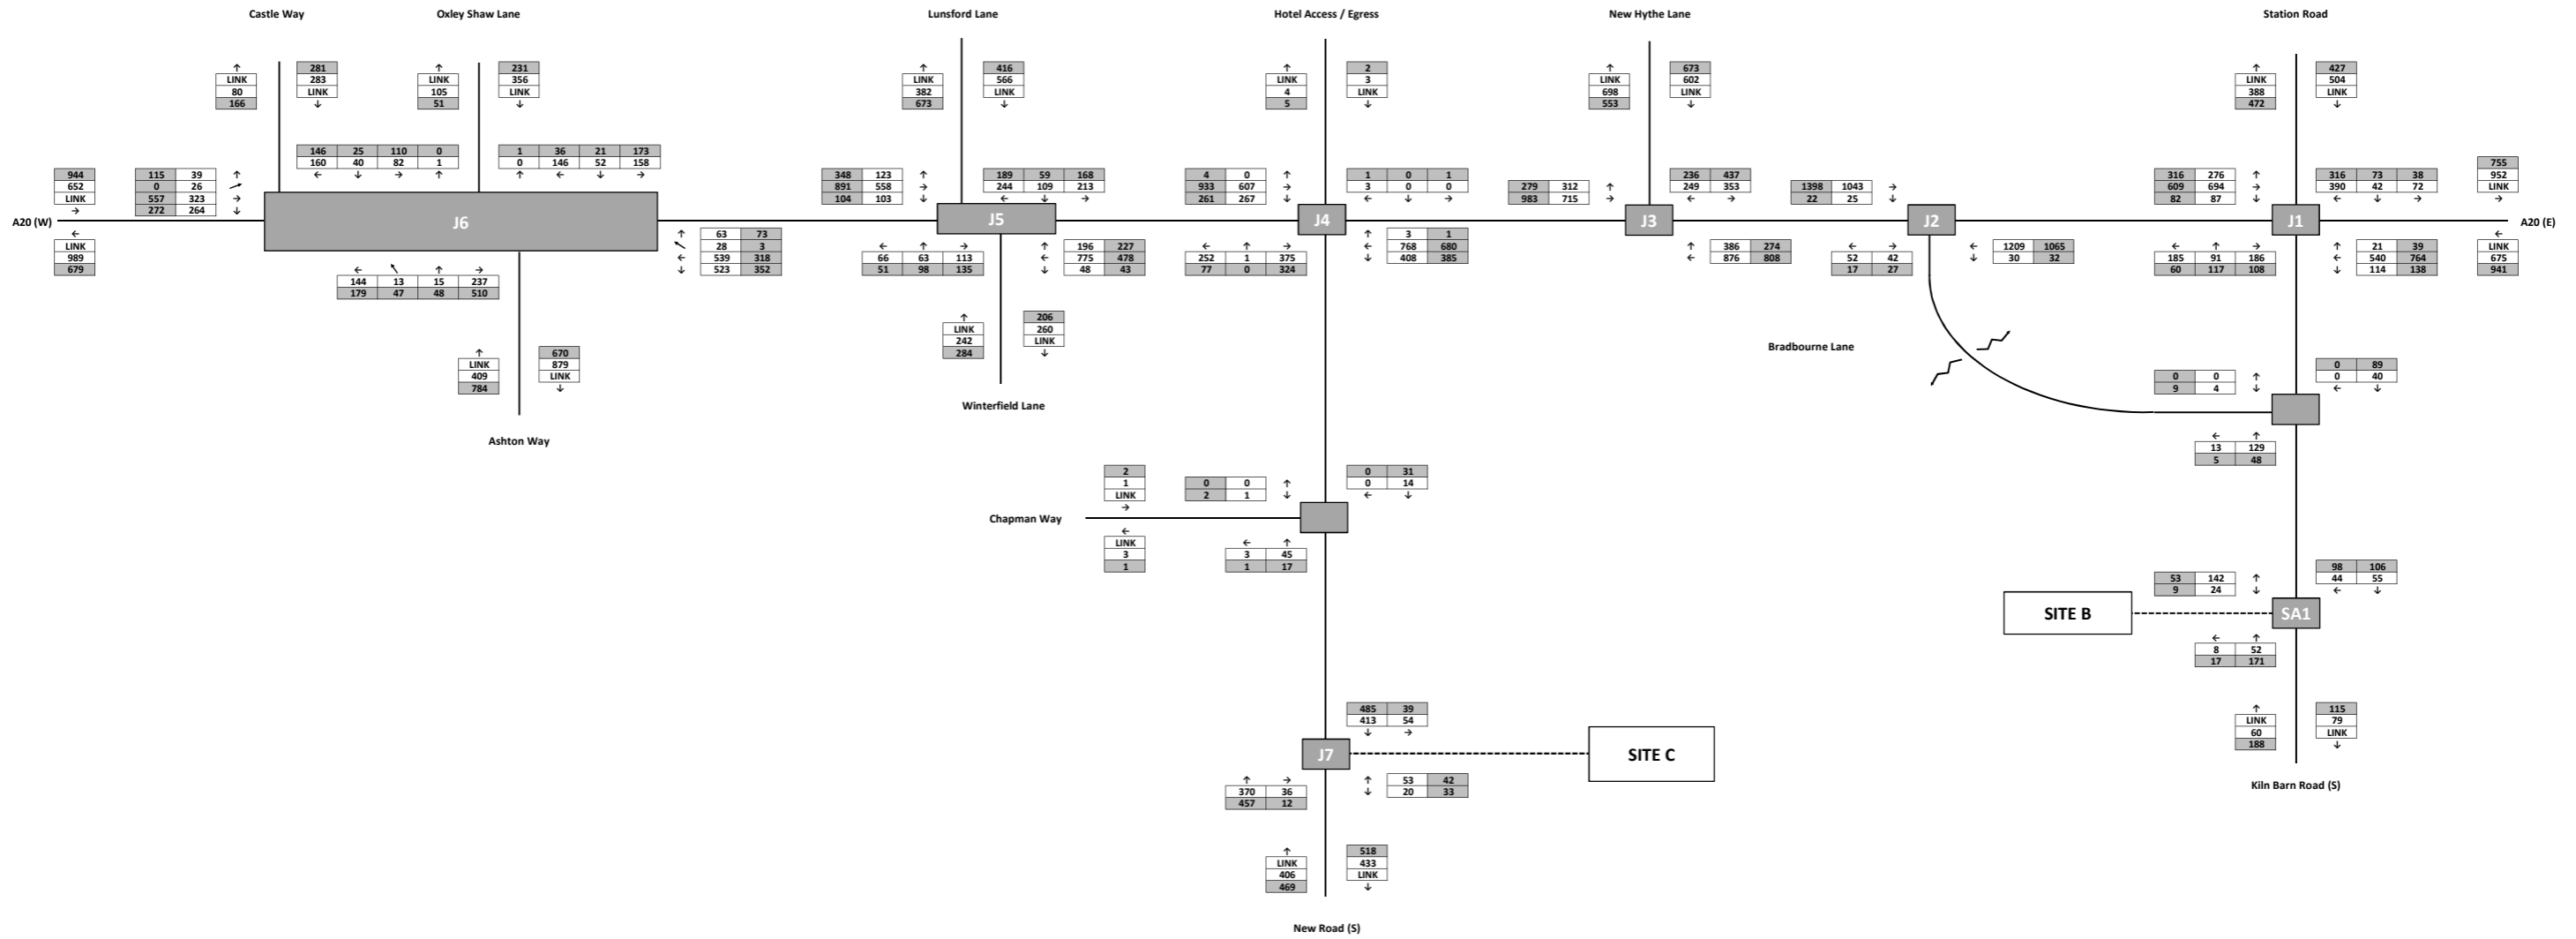 Castle Way
Oxley Shaw Lane
Lunsford Lane
Hotel Access / Egress
New Hythe Lane
Station Road
↑
LINK
80
166
281
283
LINK
↓
↑
LINK
105
51
231
356
LINK
↓
↑
LINK
382
673
416
566
LINK
↓
↑
LINK
4
5
2
3
LINK
↓
↑
LINK
698
553
673
602
LINK
↓
↑
LINK
388
472
427
504
LINK
↓
944
652
LINK
→
A20 (W)
←
LINK
989
679
115 39 ↑
0 26
557 323 →
272 264 ↓
146 25 110 0
160 40 82 1
← ↓ → ↑
1 36 21 173
0 146 52 158
↑ ← ↓ →
J6
↑ 63 73
28 3
← 539 318
↓ 523 352
← ↑ →
144 13 15 237
179 47 48 510
↑
LINK
409
784
670
879
LINK
↓
Ashton Way
348 123 ↑
891 558 →
104 103 ↓
189 59 168
244 109 213
← ↓ →
J5
← ↑ →
66 63 113
51 98 135
↑ 196 227
← 775 478
↓ 48 43
↑
LINK
242
284
206
260
LINK
↓
Winterfield Lane
4 0 ↑
933 607 →
261 267 ↓
1 0 1
3 0 0
← ↓ →
J4
← ↑ →
252 1 375
77 0 324
↑ 3 1
← 768 680
↓ 408 385
279 312 ↑
983 715 →
236 437
249 353
← →
J3
↑ 386 274
← 876 808
1398 1043 →
22 25 ↓
J2
← →
52 42
17 27
← 1209 1065
↓ 30 32
Bradbourne Lane
316 276 ↑
609 694 →
82 87 ↓
316 73 38
390 42 72
← ↓ →
J1
← ↑ →
185 91 186
60 117 108
↑ 21 39
← 540 764
↓ 114 138
755
952
LINK
→
A20 (E)
←
LINK
675
941
0 0 ↑
9 4 ↓
0 89
0 40
← ↓
← ↑
13 129
5 48
2
1
LINK
→
Chapman Way
←
LINK
3
1
0 0 ↑
2 1 ↓
0 31
0 14
← ↓
← ↑
3 45
1 17
53 142 ↑
9 24 ↓
98 106
44 55
← ↓
SITE B
SA1
← ↑
8 52
17 171
↑
LINK
60
188
115
79
LINK
↓
Kiln Barn Road (S)
485 39
413 54
↓ →
J7
SITE C
↑ →
370 36
457 12
↑ 53 42
↓ 20 33
↑
LINK
406
469
518
433
LINK
↓
New Road (S)